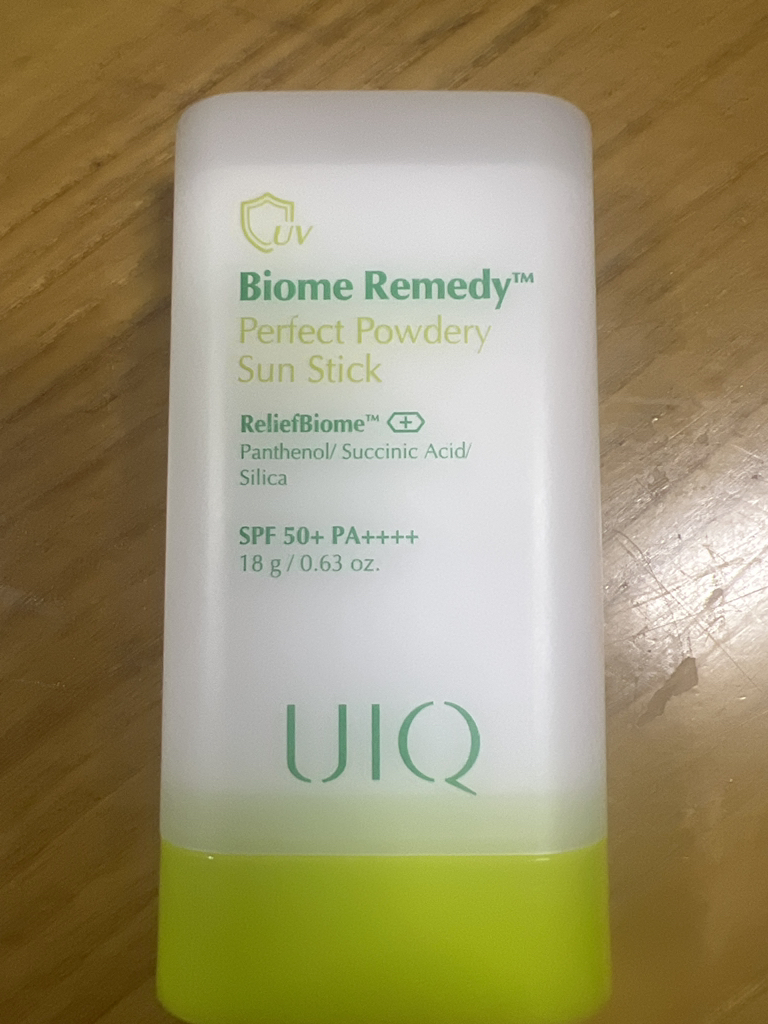 UV
Biome Remedy™
Perfect Powdery
Sun Stick
ReliefBiome™
Panthenol/ Succinic Acid/
Silica
SPF 50+ PA++++
18 g / 0.63 oz.
UIQ